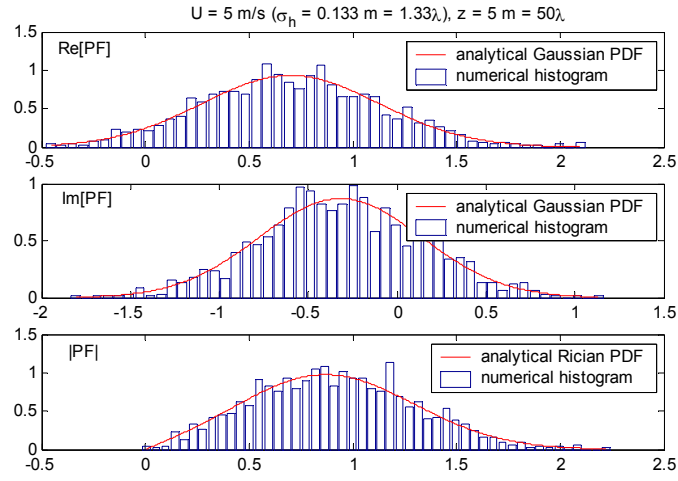 U = 5 m/s (σh = 0.133 m = 1.33λ), z = 5 m = 50λ
1.5
1
0.5
0
Re[PF]
analytical Gaussian PDF
numerical histogram
-0.5 0 0.5 1 1.5 2 2.5
1
0.5
0
Im[PF]
analytical Gaussian PDF
numerical histogram
-2 -1.5 -1 -0.5 0 0.5 1 1.5
1.5
1
0.5
0
|PF|
analytical Rician PDF
numerical histogram
-0.5 0 0.5 1 1.5 2 2.5